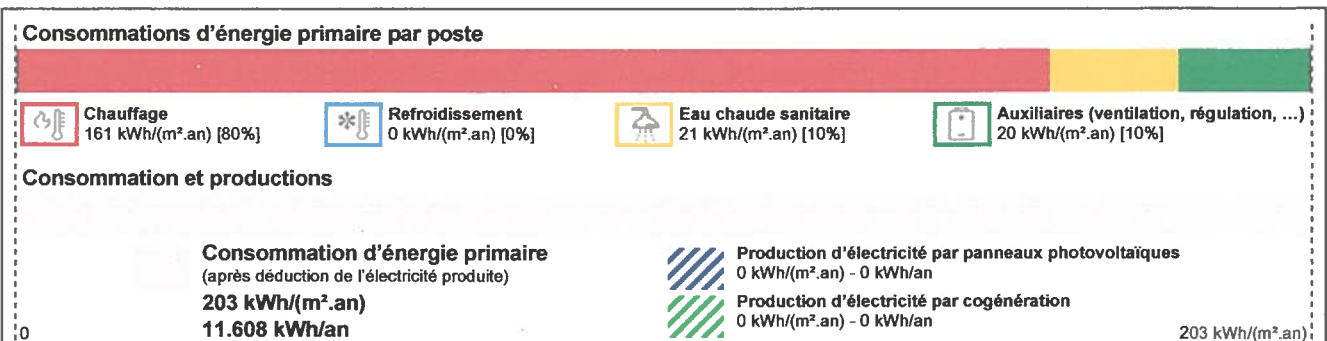 Consommations d'énergie primaire par poste
Chauffage
161 kWh/(m².an) [80%]
Refroidissement
0 kWh/(m².an) [0%]
Eau chaude sanitaire
21 kWh/(m².an) [10%]
Auxiliaires (ventilation, régulation, ...)
20 kWh/(m².an) [10%]
Consommation et productions
Consommation d'énergie primaire
(après déduction de l'électricité produite)
203 kWh/(m².an)
11.608 kWh/an
Production d'électricité par panneaux photovoltaïques
0 kWh/(m².an) - 0 kWh/an
Production d'électricité par cogénération
0 kWh/(m².an) - 0 kWh/an
0
203 kWh/(m².an)